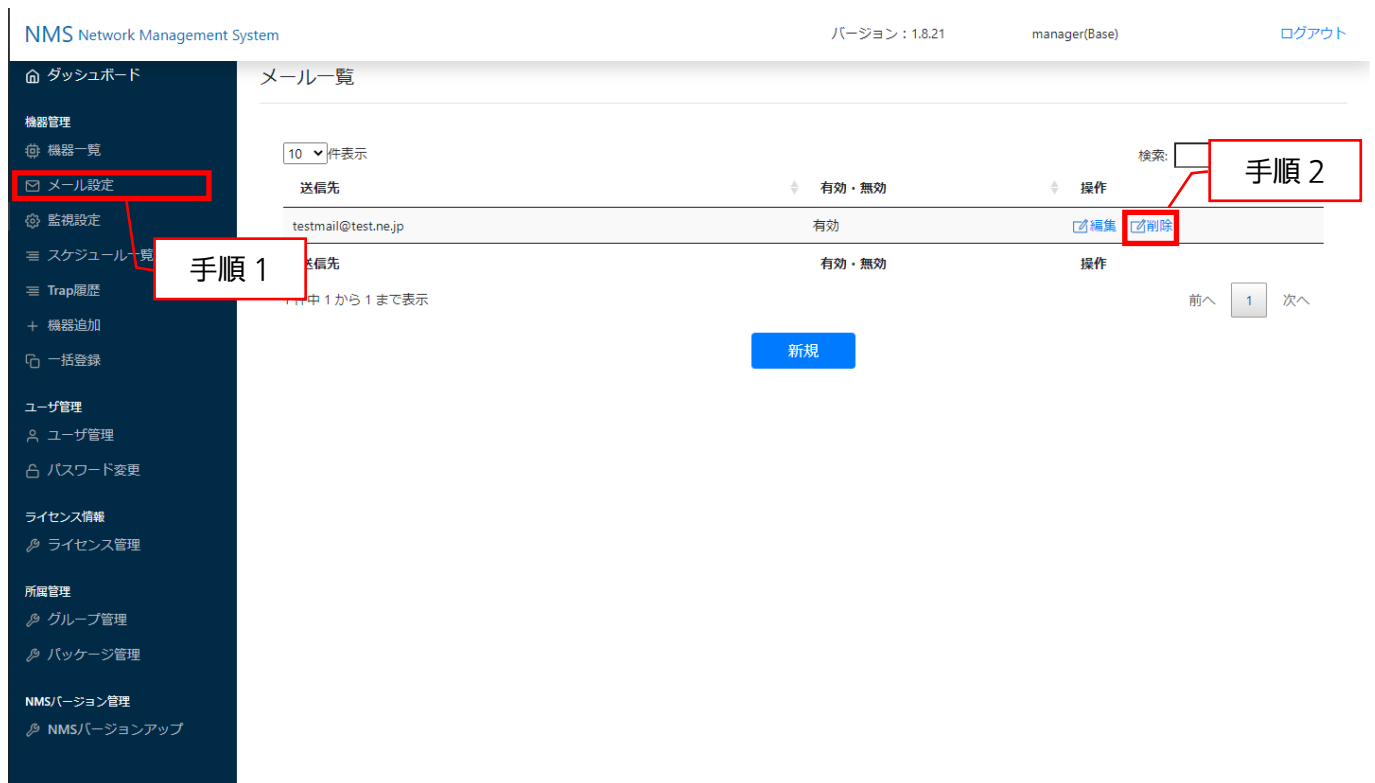 NMS Network Management System バージョン：1.8.21 manager(Base) ログアウト
ダッシュボード
メール一覧
機器管理
機器一覧
メール設定
監視設定
スケジュール一覧
Trap履歴
機器追加
一括登録
ユーザ管理
ユーザ管理
パスワード変更
ライセンス情報
ライセンス管理
所属管理
グループ管理
パッケージ管理
NMSバージョン管理
NMSバージョンアップ
手順１
10 件表示 検索:
手順２
送信先 有効・無効 操作
testmail@test.ne.jp 有効 編集 削除
送信先 有効・無効 操作
件中 1 から 1 まで表示 前へ 1 次へ
新規